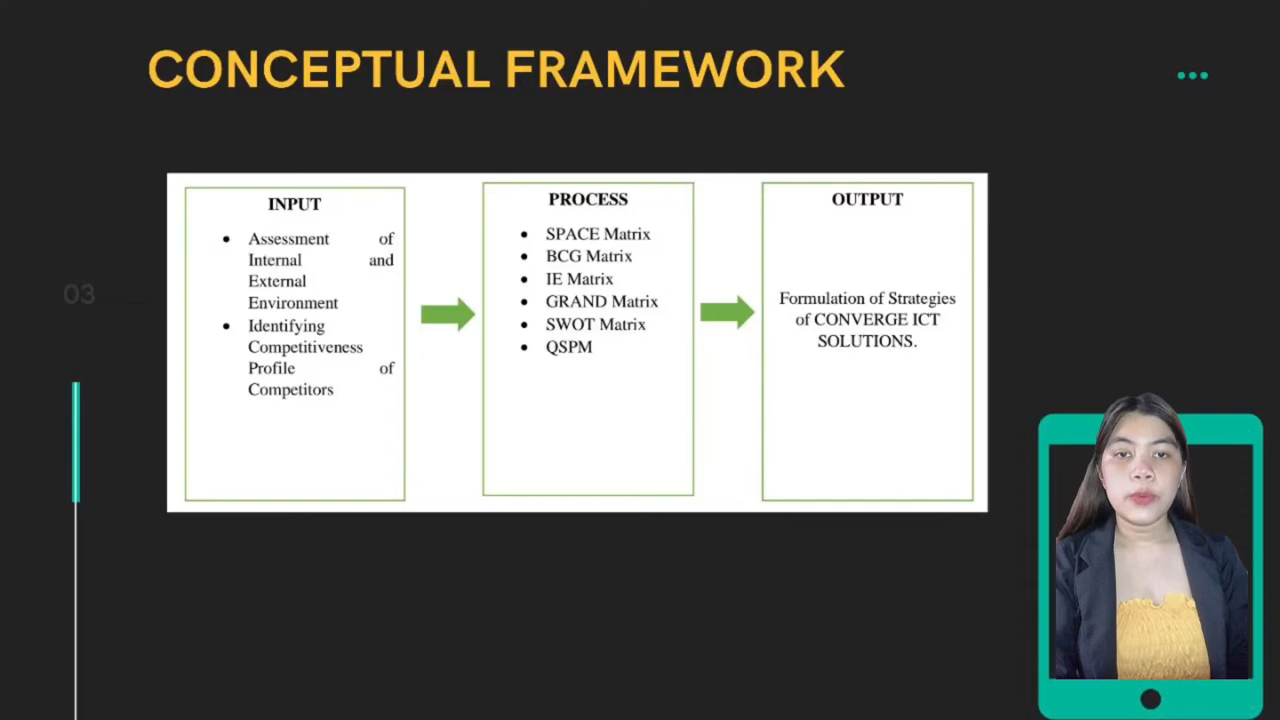 CONCEPTUAL FRAMEWORK
03
INPUT
• Assessment of
Internal and
External
Environment
• Identifying
Competitiveness
Profile of
Competitors
PROCESS
• SPACE Matrix
• BCG Matrix
• IE Matrix
• GRAND Matrix
• SWOT Matrix
• QSPM
OUTPUT
Formulation of Strategies
of CONVERGE ICT
SOLUTIONS.